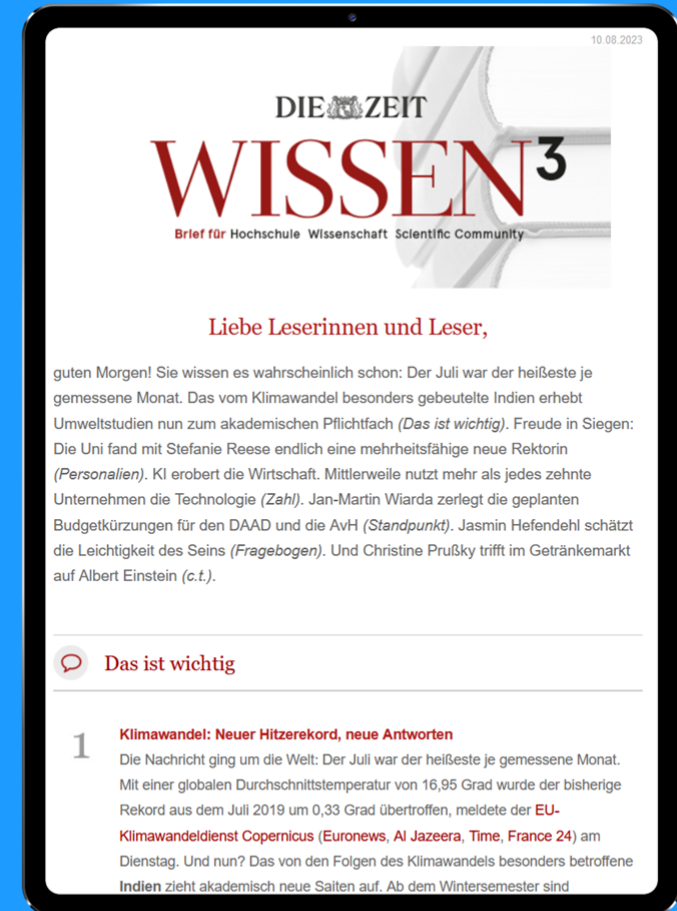 10.08.2023
DIE ZEIT
WISSEN³
Brief für Hochschule Wissenschaft Scientific Community
Liebe Leserinnen und Leser,
guten Morgen! Sie wissen es wahrscheinlich schon: Der Juli war der heißeste je
gemessene Monat. Das vom Klimawandel besonders gebeutelte Indien erhebt
Umweltstudien nun zum akademischen Pflichtfach (Das ist wichtig). Freude in Siegen:
Die Uni fand mit Stefanie Reese endlich eine mehrheitsfähige neue Rektorin
(Personalien). KI erobert die Wirtschaft. Mittlerweile nutzt mehr als jedes zehnte
Unternehmen die Technologie (Zahl). Jan-Martin Wiarda zerlegt die geplanten
Budgetkürzungen für den DAAD und die AvH (Standpunkt). Jasmin Hefendehl schätzt
die Leichtigkeit des Seins (Fragebogen). Und Christine Prußky trifft im Getränkemarkt
auf Albert Einstein (c.t.).
Das ist wichtig
1
Klimawandel: Neuer Hitzerekord, neue Antworten
Die Nachricht ging um die Welt: Der Juli war der heißeste je gemessene Monat.
Mit einer globalen Durchschnittstemperatur von 16,95 Grad wurde der bisherige
Rekord aus dem Juli 2019 um 0,33 Grad übertroffen, meldete der EU-
Klimawandeldienst Copernicus (Euronews, Al Jazeera, Time, France 24) am
Dienstag. Und nun? Das von den Folgen des Klimawandels besonders betroffene
Indien zieht akademisch neue Saiten auf. Ab dem Wintersemester sind